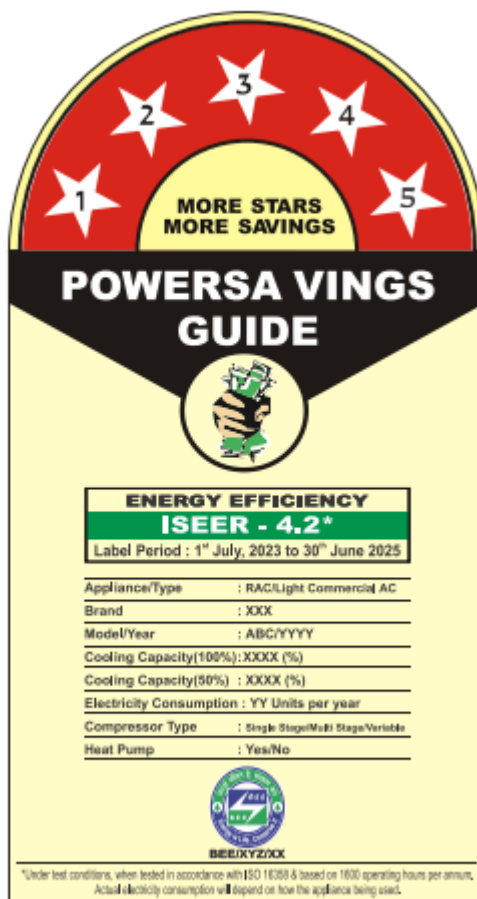 1 2 3 4 5
MORE STARS
MORE SAVINGS
POWERSA VINGS
GUIDE
ENERGY EFFICIENCY
ISEER - 4.2*
Label Period : 1st July, 2023 to 30th June 2025
Appliance/Type : RAC/Light Commercial AC
Brand : XXX
Model/Year : ABC/YYYY
Cooling Capacity(100%): XXXX (%)
Cooling Capacity(50%) : XXXX (%)
Electricity Consumption : YY Units per year
Compressor Type : Single Stage/Multi Stage/Variable
Heat Pump : Yes/No
BEE
BEE/XYZ/XX
*Under test conditions, when tested in accordance with ISO 16358 & based on 1600 operating hours per annum.
Actual electricity consumption will depend on how the appliance being used.